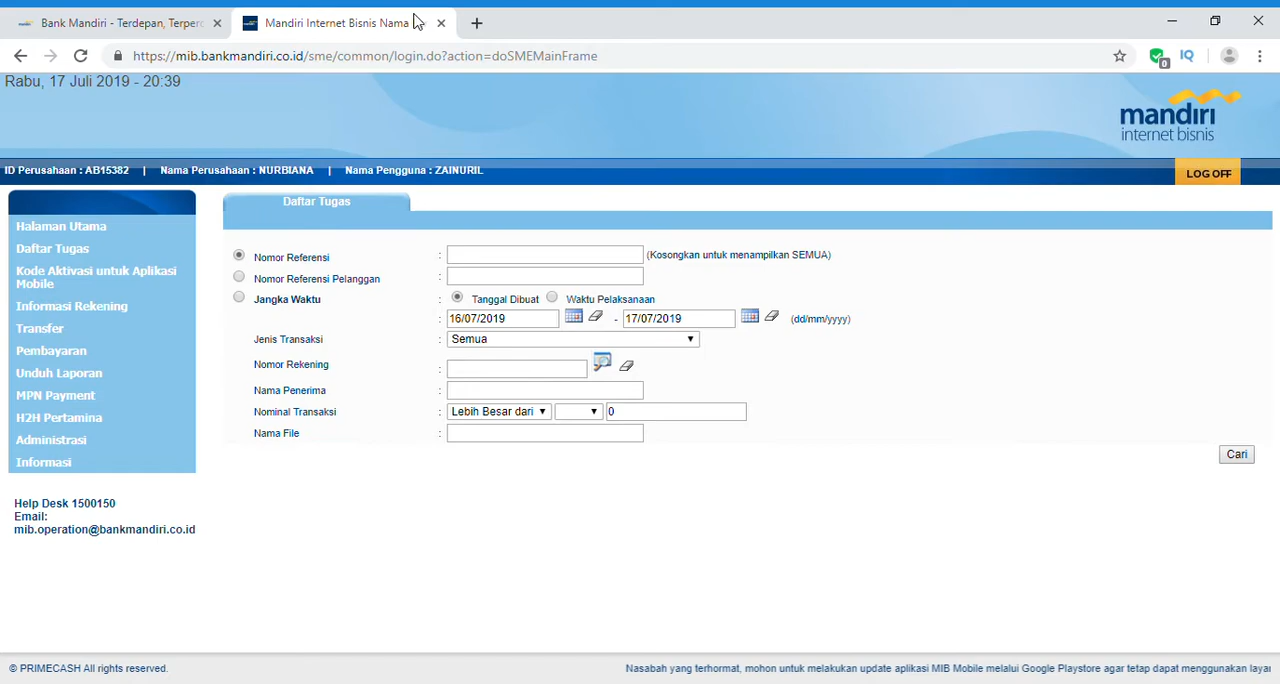 Bank Mandiri - Terdepan, Terperc
Mandiri Internet Bisnis Nama
https://mib.bankmandiri.co.id/sme/common/login.do?action=doSMEMainFrame
0
IQ
Rabu, 17 Juli 2019 - 20:39
mandiri
internet bisnis
ID Perusahaan : AB15382 | Nama Perusahaan : NURBIANA | Nama Pengguna : ZAINURIL
LOG OFF
Halaman Utama
Daftar Tugas
Kode Aktivasi untuk Aplikasi
Mobile
Informasi Rekening
Transfer
Pembayaran
Unduh Laporan
MPN Payment
H2H Pertamina
Administrasi
Informasi
Help Desk 1500150
Email:
mib.operation@bankmandiri.co.id
Daftar Tugas
Nomor Referensi : (Kosongkan untuk menampilkan SEMUA)
Nomor Referensi Pelanggan :
Jangka Waktu : Tanggal Dibuat Waktu Pelaksanaan
: 16/07/2019 - 17/07/2019 (dd/mm/yyyy)
Jenis Transaksi : Semua
Nomor Rekening :
Nama Penerima :
Nominal Transaksi : Lebih Besar dari 0
Nama File :
Cari
© PRIMECASH All rights reserved.
Nasabah yang terhormat, mohon untuk melakukan update aplikasi MIB Mobile melalui Google Playstore agar tetap dapat menggunakan layar